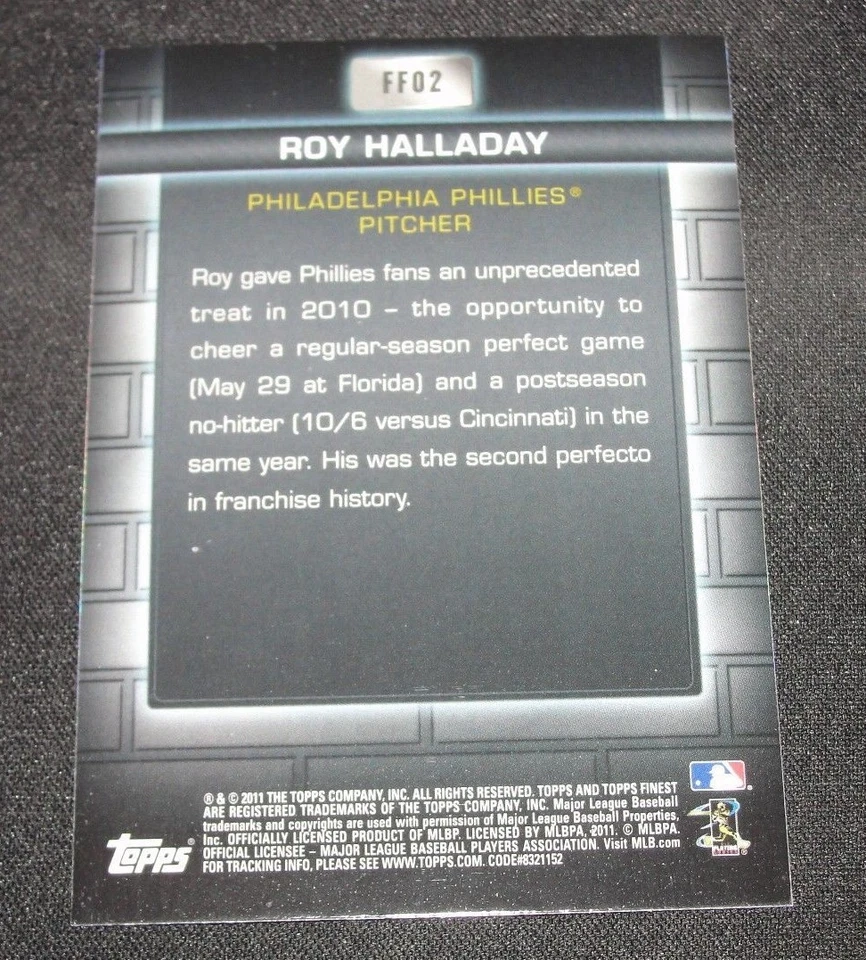 FF02
ROY HALLADAY
PHILADELPHIA PHILLIES®
PITCHER
Roy gave Phillies fans an unprecedented
treat in 2010 – the opportunity to
cheer a regular-season perfect game
(May 29 at Florida) and a postseason
no-hitter (10/6 versus Cincinnati) in the
same year. His was the second perfecto
in franchise history.
® & © 2011 THE TOPPS COMPANY, INC. ALL RIGHTS RESERVED. TOPPS AND TOPPS FINEST
ARE REGISTERED TRADEMARKS OF THE TOPPS COMPANY, INC. Major League Baseball
trademarks and copyrights are used with permission of Major League Baseball Properties,
Inc. OFFICIALLY LICENSED PRODUCT OF MLBP. LICENSED BY MLBPA, 2011. © MLBPA.
OFFICIAL LICENSEE – MAJOR LEAGUE BASEBALL PLAYERS ASSOCIATION. Visit MLB.com
FOR TRACKING INFO, PLEASE SEE WWW.TOPPS.COM. CODE#8321152
topps®